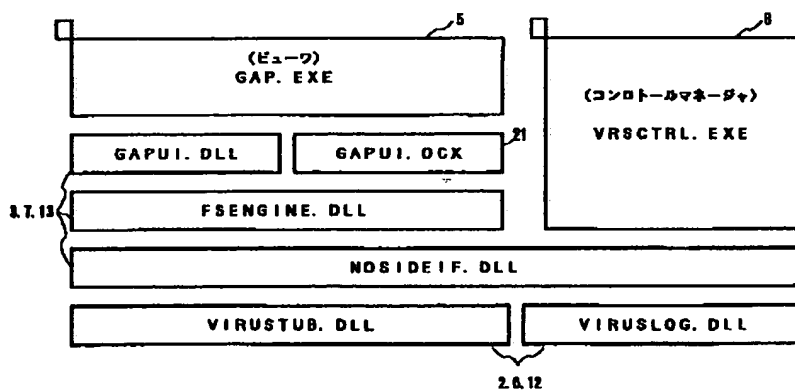 5
8
(ビューワ)
GAP. EXE
(コンロトールマネージャ)
VRSCTRL. EXE
21
GAPUI. DLL
GAPUI. OCX
3.7.13
FSENGINE. DLL
NOSIDEIF. DLL
VIRUSTUB. DLL
VIRUSLOG. DLL
2.6.12